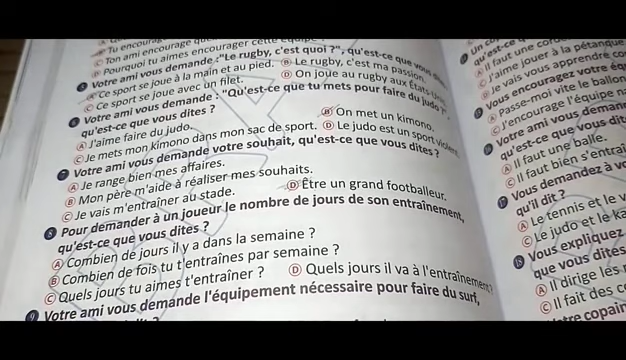 Tu encourages
Ton ami encourage
Pourquoi tu aimes encourager cette équipe ?
Votre ami vous demande :"Le rugby, c'est quoi ?", qu'est-ce que vous
Ce sport se joue à la main et au pied. Ⓑ Le rugby, c'est ma passion.
Ⓒ Ce sport se joue avec un filet. Ⓓ On joue au rugby aux États-Unis
Votre ami vous demande : "Qu'est-ce que tu mets pour faire du judo ?",
qu'est-ce que vous dites ?
Ⓐ J'aime faire du judo. Ⓑ On met un kimono.
Ⓒ Je mets mon kimono dans mon sac de sport. Ⓓ Le judo est un sport violent
7 Votre ami vous demande votre souhait, qu'est-ce que vous dites ?
Ⓐ Je range bien mes affaires.
Ⓑ Mon père m'aide à réaliser mes souhaits.
Ⓒ Je vais m'entraîner au stade. Ⓓ Être un grand footballeur.
8 Pour demander à un joueur le nombre de jours de son entraînement,
qu'est-ce que vous dites ?
Ⓐ Combien de jours il y a dans la semaine ?
Ⓑ Combien de fois tu t'entraînes par semaine ?
Ⓒ Quels jours tu aimes t'entraîner ? Ⓓ Quels jours il va à l'entraînement
9 Votre ami vous demande l'équipement nécessaire pour faire du surf,
qu'est-ce
Il faut une
J'aime jouer à la pétanque
Je vais vous apprendre
Vous encouragez votre
Ⓐ Passe-moi vite le ballon
Ⓒ J'encourage l'équipe
Votre ami vous
qu'est-ce que vous
Ⓐ Il faut une balle.
Ⓒ Il faut bien
Vous demandez à
qu'il dit ?
Ⓐ Le tennis et le
Ⓒ Le judo et le
Vous expliquez
que vous dites
Ⓐ Il dirige les
Ⓒ Il fait des
copain